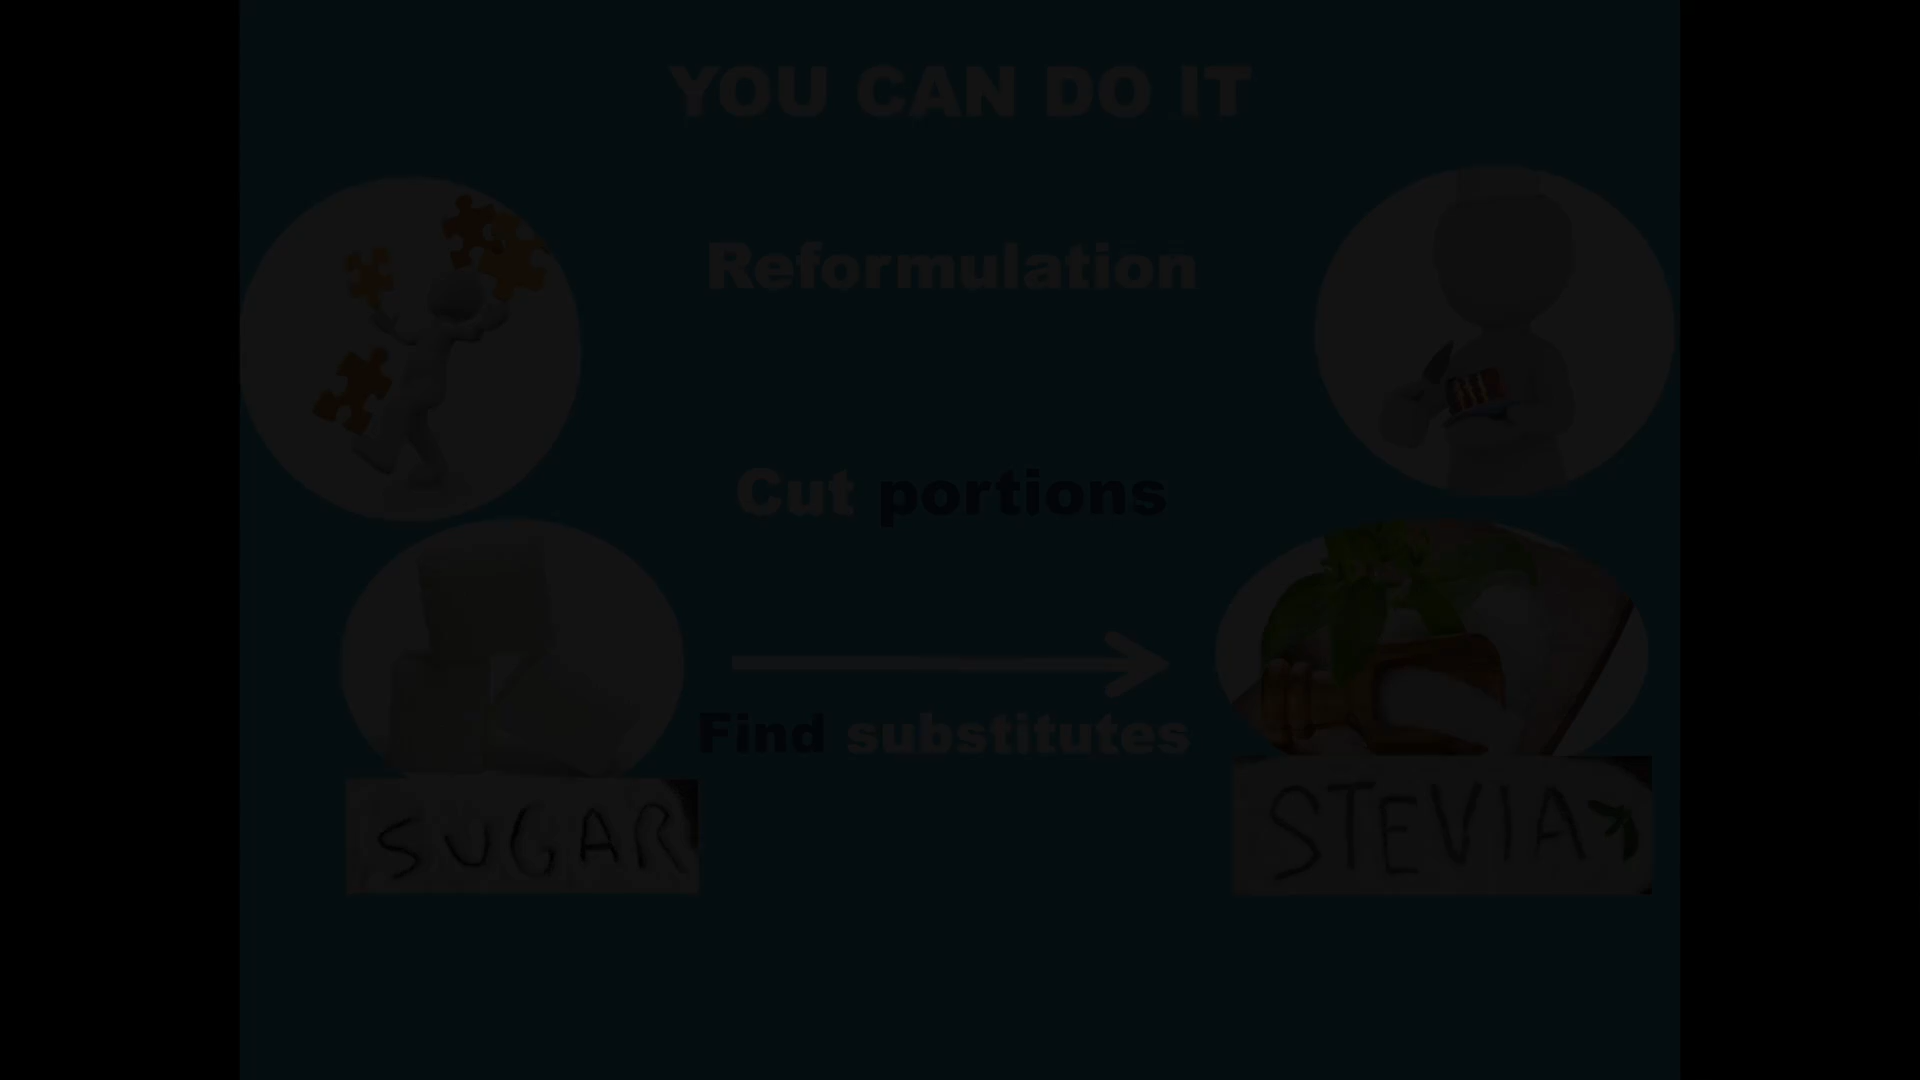 YOU CAN DO IT
Reformulation
Cut portions
Find substitutes
SUGAR
STEVIA